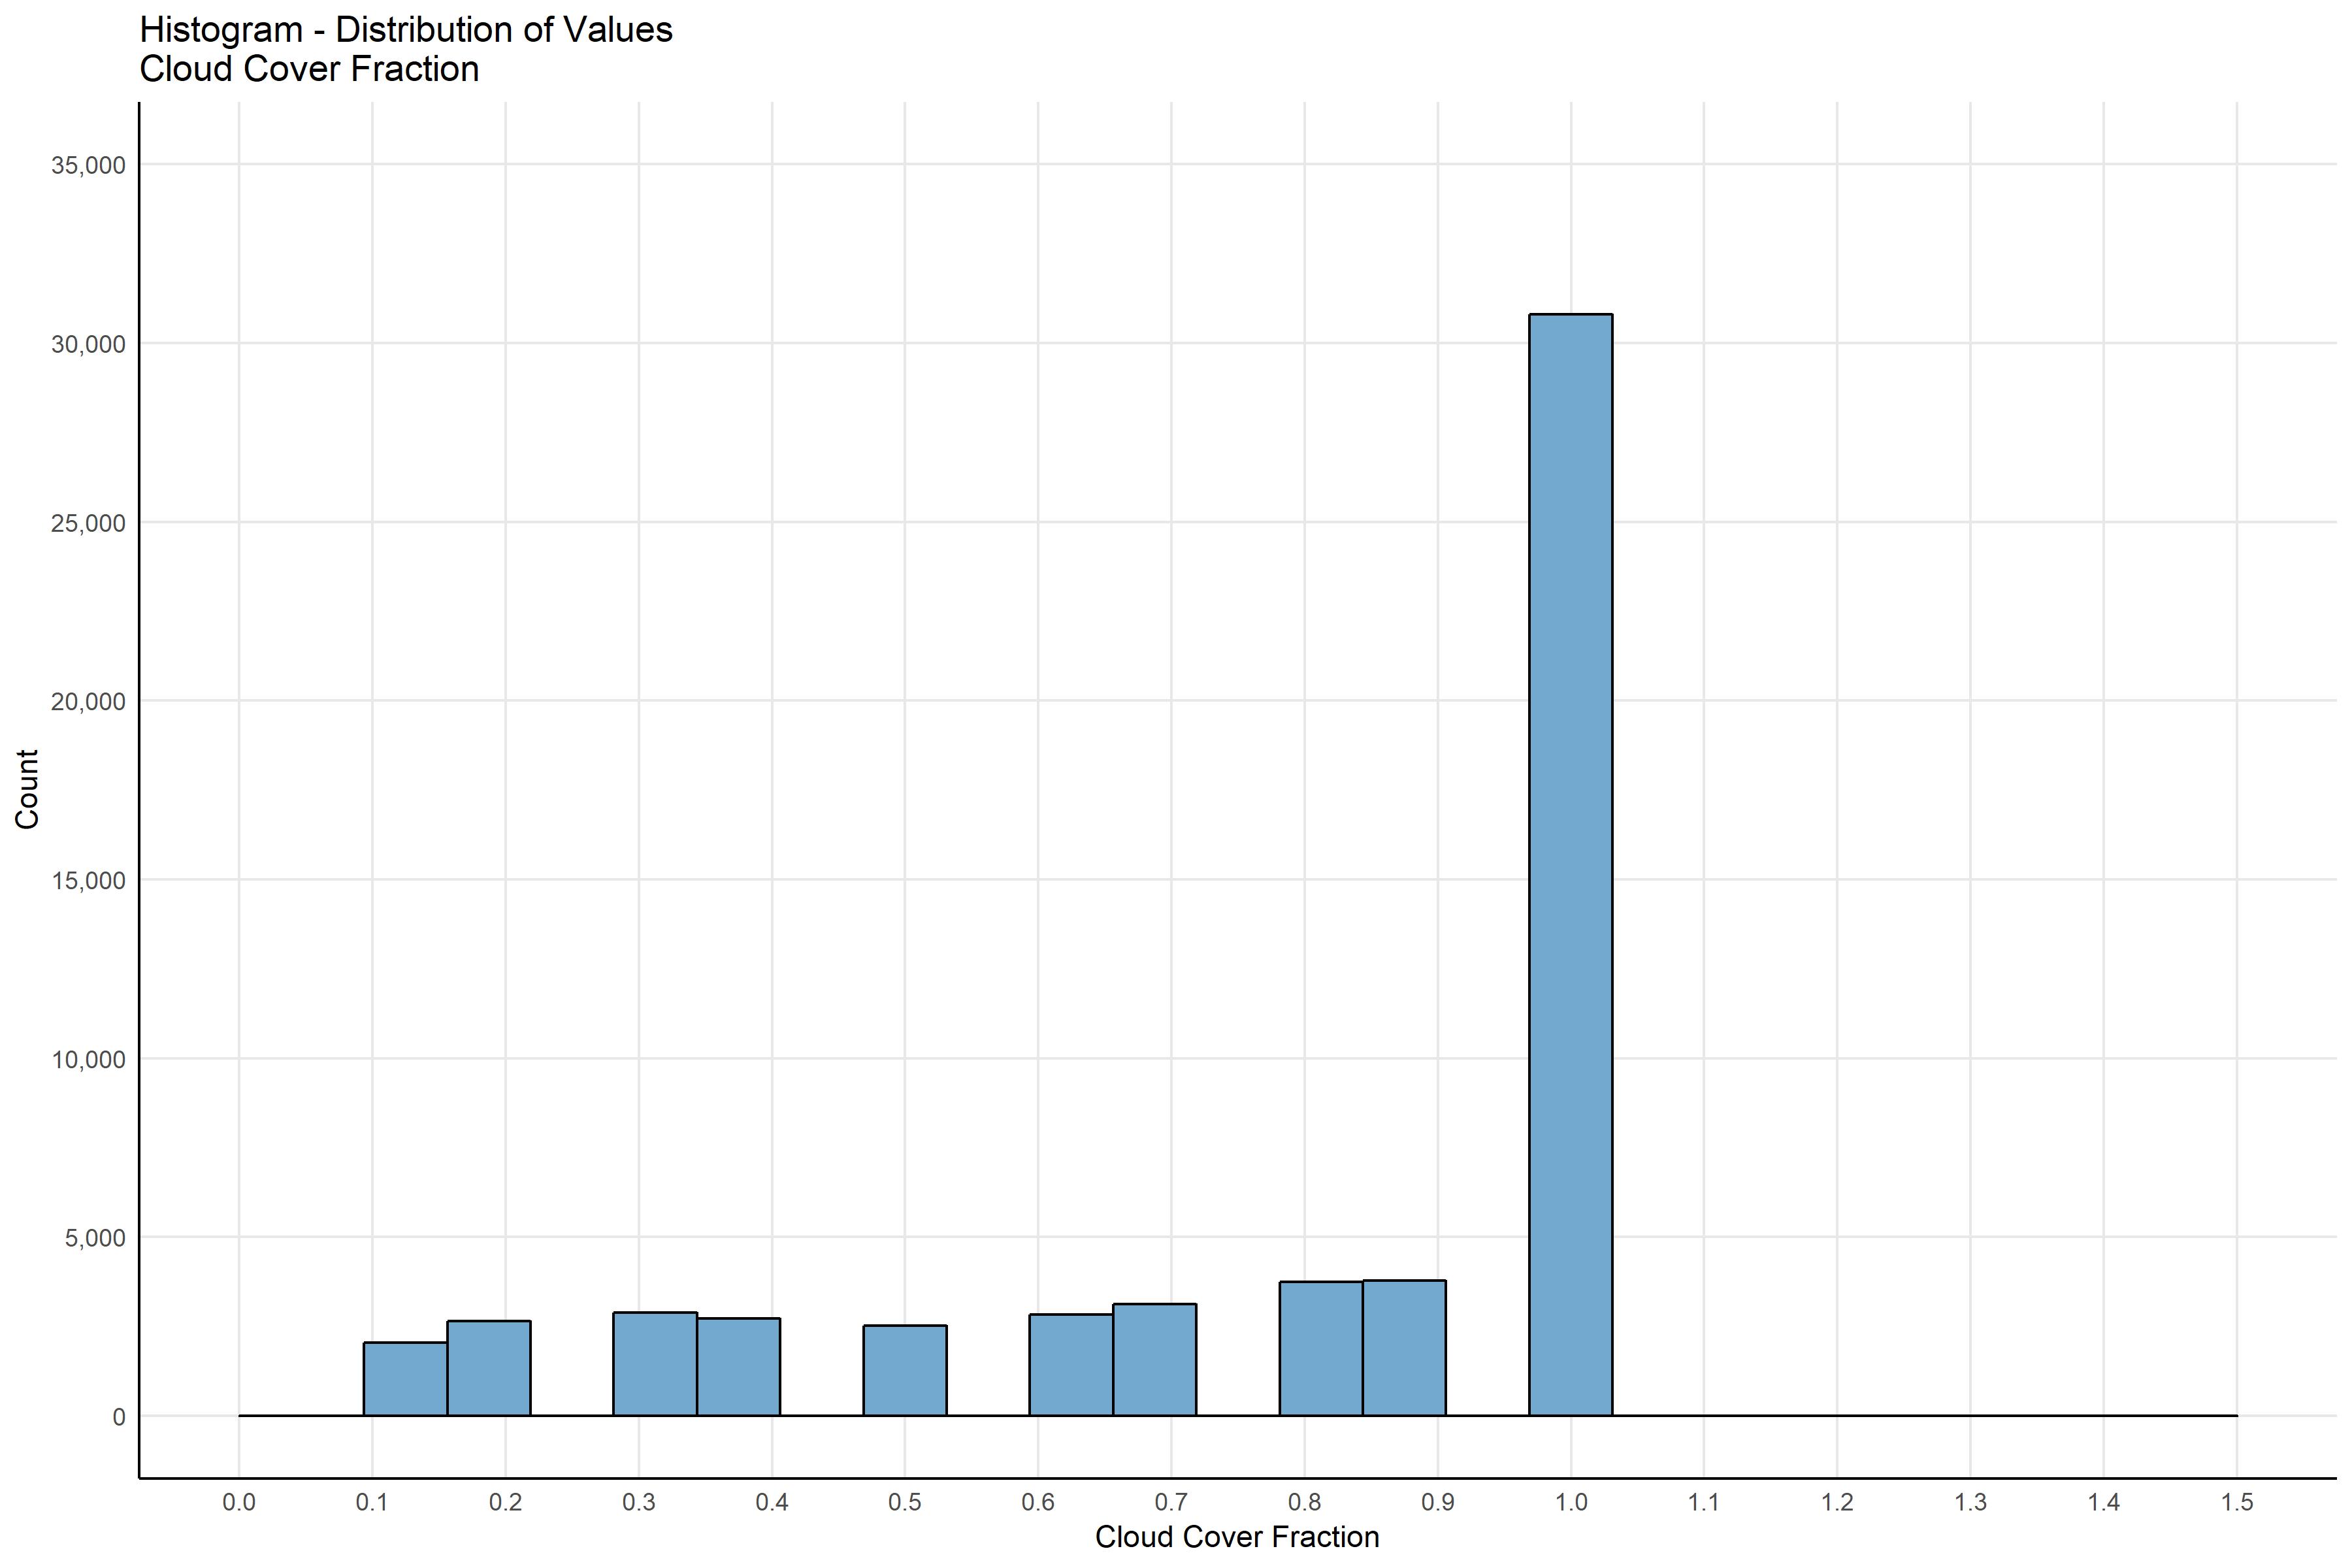 Histogram - Distribution of Values
Cloud Cover Fraction
35,000
30,000
25,000
20,000
15,000
10,000
5,000
0
Count
0.0 0.1 0.2 0.3 0.4 0.5 0.6 0.7 0.8 0.9 1.0 1.1 1.2 1.3 1.4 1.5
Cloud Cover Fraction